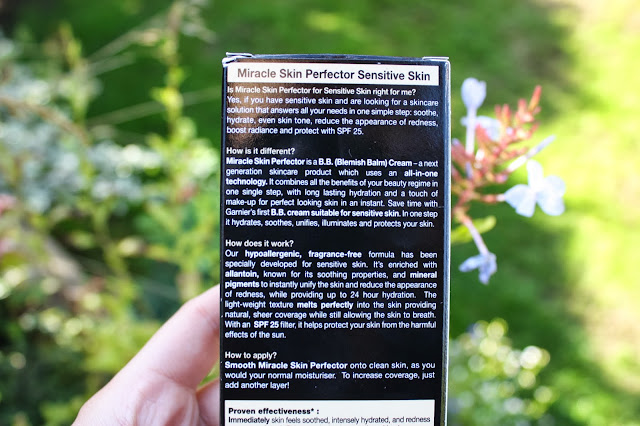 Miracle Skin Perfector Sensitive Skin
Is Miracle Skin Perfector for Sensitive Skin right for me?
Yes, if you have sensitive skin and are looking for a skincare
solution that answers all your needs in one simple step: soothe,
hydrate, even skin tone, reduce the appearance of redness,
boost radiance and protect with SPF 25.
How is it different?
Miracle Skin Perfector is a B.B. (Blemish Balm) Cream – a next
generation skincare product which uses an all-in-one
technology. It combines all the benefits of your beauty regime in
one single step, with long lasting hydration and a touch of
make-up for perfect looking skin in an instant. Save time with
Garnier's first B.B. cream suitable for sensitive skin. In one step
it hydrates, soothes, unifies, illuminates and protects your skin.
How does it work?
Our hypoallergenic, fragrance-free formula has been
specially developed for sensitive skin. It's enriched with
allantoin, known for its soothing properties, and mineral
pigments to instantly unify the skin and reduce the appearance
of redness, while providing up to 24 hour hydration. The
light-weight texture melts perfectly into the skin providing
natural, sheer coverage while still allowing the skin to breath.
With an SPF 25 filter, it helps protect your skin from the harmful
effects of the sun.
How to apply?
Smooth Miracle Skin Perfector onto clean skin, as you
would your normal moisturiser. To increase coverage, just
add another layer!
Proven effectiveness* :
Immediately skin feels soothed, intensely hydrated, and redness